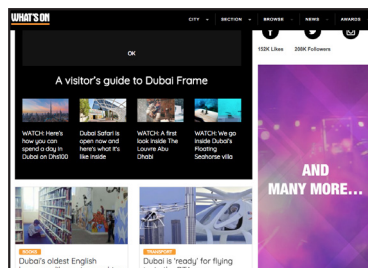 WHAT'S ON
CITY
SECTION
BROWSE
NEWS
AWARDS
152K Likes
208K Followers
OK
A visitor's guide to Dubai Frame
WATCH: Here's
how you can
spend a day in
Dubai on Dhs100
Dubai Safari is
open now and
here's what it's
like inside
WATCH: A first
look inside The
Louvre Abu
Dhabi
WATCH: We go
inside Dubai's
Floating
Seahorse villa
AND
MANY MORE...
BOOKS
Dubai's oldest English
TRANSPORT
Dubai is 'ready' for flying